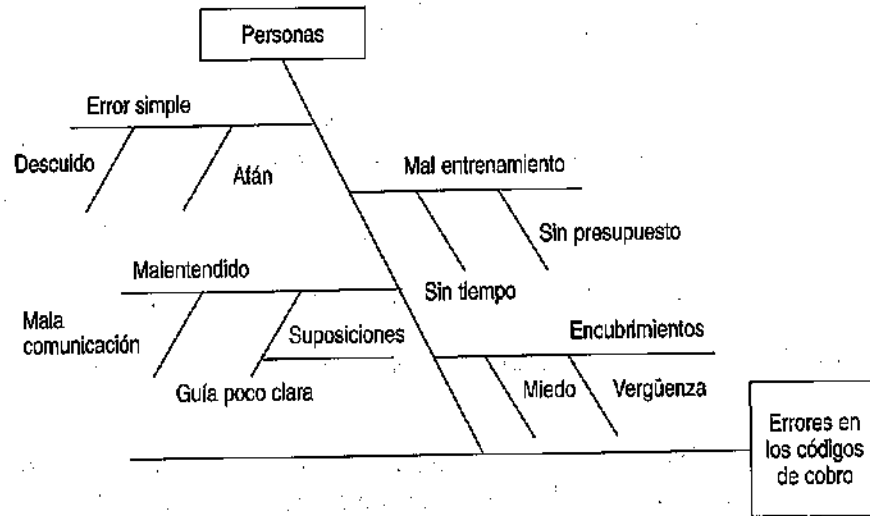 Personas
Error simple
Descuido
Afán
Mal entrenamiento
Sin presupuesto
Sin tiempo
Malentendido
Mala
comunicación
Suposiciones
Guía poco clara
Encubrimientos
Miedo
Vergüenza
Errores en
los códigos
de cobro